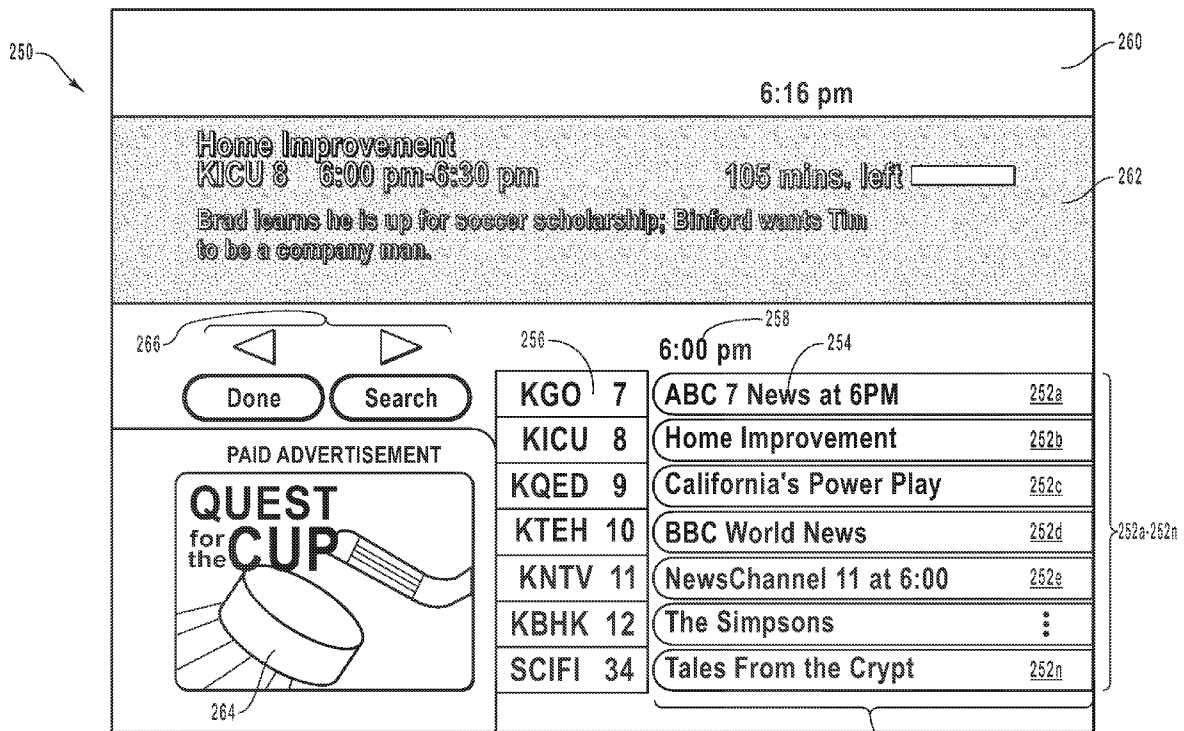 250
260
6:16 pm
Home Improvement
KICU 8 6:00 pm-6:30 pm 105 mins. left
262
Brad learns he is up for soccer scholarship; Binford wants Tim
to be a company man.
266
256
258
6:00 pm
254
Done Search
KGO 7 ABC 7 News at 6PM 252a
KICU 8 Home Improvement 252b
PAID ADVERTISEMENT
QUEST
for
the CUP
264
KQED 9 California's Power Play 252c
KTEH 10 BBC World News 252d
252a-252n
KNTV 11 NewsChannel 11 at 6:00 252e
KBHK 12 The Simpsons ⋮
SCIFI 34 Tales From the Crypt 252n